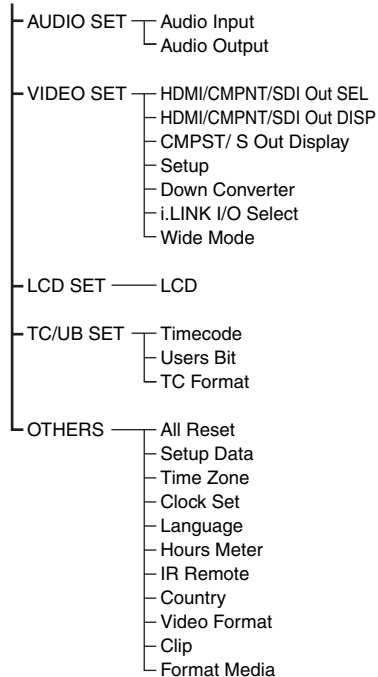 AUDIO SET Audio Input
Audio Output
VIDEO SET HDMI/CMPNT/SDI Out SEL
HDMI/CMPNT/SDI Out DISP
CMPST/ S Out Display
Setup
Down Converter
i.LINK I/O Select
Wide Mode
LCD SET LCD
TC/UB SET Timecode
Users Bit
TC Format
OTHERS All Reset
Setup Data
Time Zone
Clock Set
Language
Hours Meter
IR Remote
Country
Video Format
Clip
Format Media